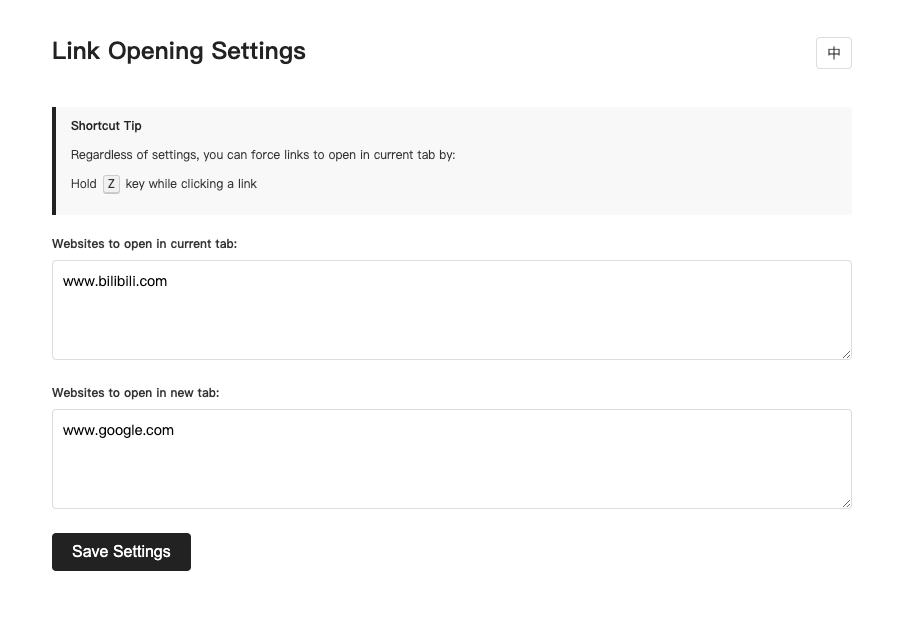 Link Opening Settings
中
Shortcut Tip
Regardless of settings, you can force links to open in current tab by:
Hold Z key while clicking a link
Websites to open in current tab:
www.bilibili.com
Websites to open in new tab:
www.google.com
Save Settings